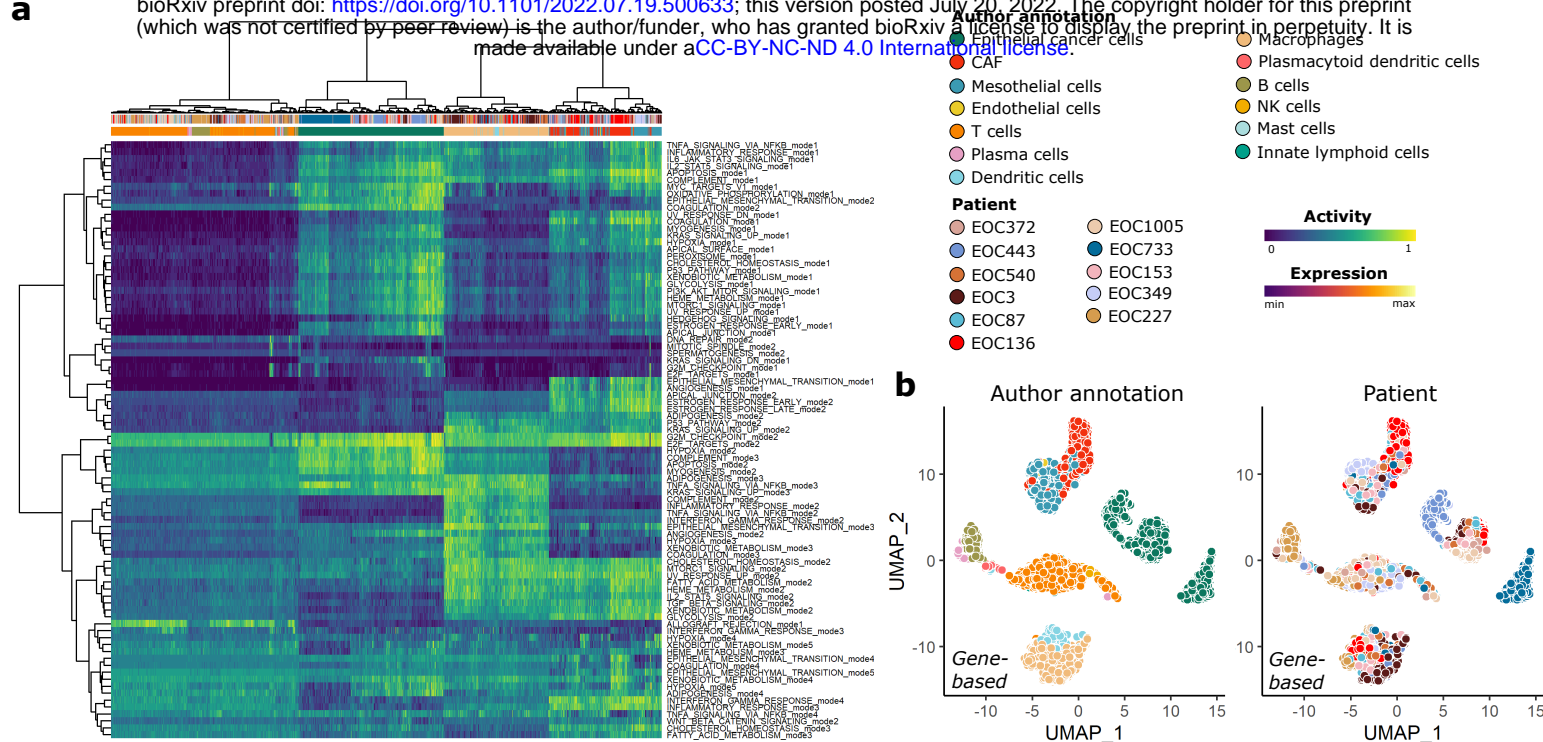 a
bioRxiv preprint doi: https://doi.org/10.1101/2022.07.19.500633; this version posted July 20, 2022. The copyright holder for this preprint
(which was not certified by peer review) is the author/funder, who has granted bioRxiv a license to display the preprint in perpetuity. It is
made available under aCC-BY-NC-ND 4.0 International license.
Author annotation
Epithelial cancer cells
CAF
Mesothelial cells
Endothelial cells
T cells
Plasma cells
Dendritic cells
Macrophages
Plasmacytoid dendritic cells
B cells
NK cells
Mast cells
Innate lymphoid cells
Patient
EOC372
EOC443
EOC540
EOC3
EOC87
EOC136
EOC1005
EOC733
EOC153
EOC349
EOC227
Activity
0 1
Expression
min max
TNFA_SIGNALING_VIA_NFKB_mode1
INFLAMMATORY_RESPONSE_mode1
IL6_JAK_STAT3_SIGNALING_mode1
IL2_STAT5_SIGNALING_mode1
APOPTOSIS_mode1
COMPLEMENT_mode1
MYC_TARGETS_V1_mode1
OXIDATIVE_PHOSPHORYLATION_mode1
EPITHELIAL_MESENCHYMAL_TRANSITION_mode2
COAGULATION_mode2
UV_RESPONSE_DN_mode1
COAGULATION_mode1
MYOGENESIS_mode1
KRAS_SIGNALING_UP_mode1
HYPOXIA_mode1
APICAL_SURFACE_mode1
PEROXISOME_mode1
CHOLESTEROL_HOMEOSTASIS_mode1
P53_PATHWAY_mode1
XENOBIOTIC_METABOLISM_mode1
GLYCOLYSIS_mode1
PI3K_AKT_MTOR_SIGNALING_mode1
HEME_METABOLISM_mode1
MTORC1_SIGNALING_mode1
UV_RESPONSE_UP_mode1
HEDGEHOG_SIGNALING_mode1
ESTROGEN_RESPONSE_EARLY_mode1
APICAL_JUNCTION_mode1
DNA_REPAIR_mode2
MITOTIC_SPINDLE_mode2
SPERMATOGENESIS_mode2
KRAS_SIGNALING_DN_mode1
G2M_CHECKPOINT_mode1
E2F_TARGETS_mode1
EPITHELIAL_MESENCHYMAL_TRANSITION_mode1
ANGIOGENESIS_mode1
APICAL_JUNCTION_mode2
ESTROGEN_RESPONSE_EARLY_mode2
ESTROGEN_RESPONSE_LATE_mode2
ADIPOGENESIS_mode2
P53_PATHWAY_mode2
KRAS_SIGNALING_UP_mode2
G2M_CHECKPOINT_mode2
E2F_TARGETS_mode2
HYPOXIA_mode2
COMPLEMENT_mode3
APOPTOSIS_mode2
MYOGENESIS_mode2
ADIPOGENESIS_mode3
TNFA_SIGNALING_VIA_NFKB_mode3
KRAS_SIGNALING_UP_mode3
COMPLEMENT_mode2
INFLAMMATORY_RESPONSE_mode2
TNFA_SIGNALING_VIA_NFKB_mode2
INTERFERON_GAMMA_RESPONSE_mode2
EPITHELIAL_MESENCHYMAL_TRANSITION_mode3
ANGIOGENESIS_mode2
HYPOXIA_mode3
XENOBIOTIC_METABOLISM_mode3
COAGULATION_mode3
CHOLESTEROL_HOMEOSTASIS_mode2
MTORC1_SIGNALING_mode2
UV_RESPONSE_UP_mode2
FATTY_ACID_METABOLISM_mode2
HEME_METABOLISM_mode2
IL2_STAT5_SIGNALING_mode2
TGF_BETA_SIGNALING_mode2
XENOBIOTIC_METABOLISM_mode2
GLYCOLYSIS_mode2
ALLOGRAFT_REJECTION_mode1
INTERFERON_GAMMA_RESPONSE_mode3
HYPOXIA_mode4
XENOBIOTIC_METABOLISM_mode5
HEME_METABOLISM_mode3
EPITHELIAL_MESENCHYMAL_TRANSITION_mode4
COAGULATION_mode4
EPITHELIAL_MESENCHYMAL_TRANSITION_mode5
XENOBIOTIC_METABOLISM_mode4
HYPOXIA_mode5
ADIPOGENESIS_mode4
INTERFERON_GAMMA_RESPONSE_mode4
INFLAMMATORY_RESPONSE_mode3
TNFA_SIGNALING_VIA_NFKB_mode4
WNT_BETA_CATENIN_SIGNALING_mode2
CHOLESTEROL_HOMEOSTASIS_mode3
FATTY_ACID_METABOLISM_mode3
b
Author annotation
UMAP_2
10
0
-10
Gene-
based
-10 -5 0 5 10 15
UMAP_1
Patient
10
0
-10
Gene-
based
-10 -5 0 5 10 15
UMAP_1